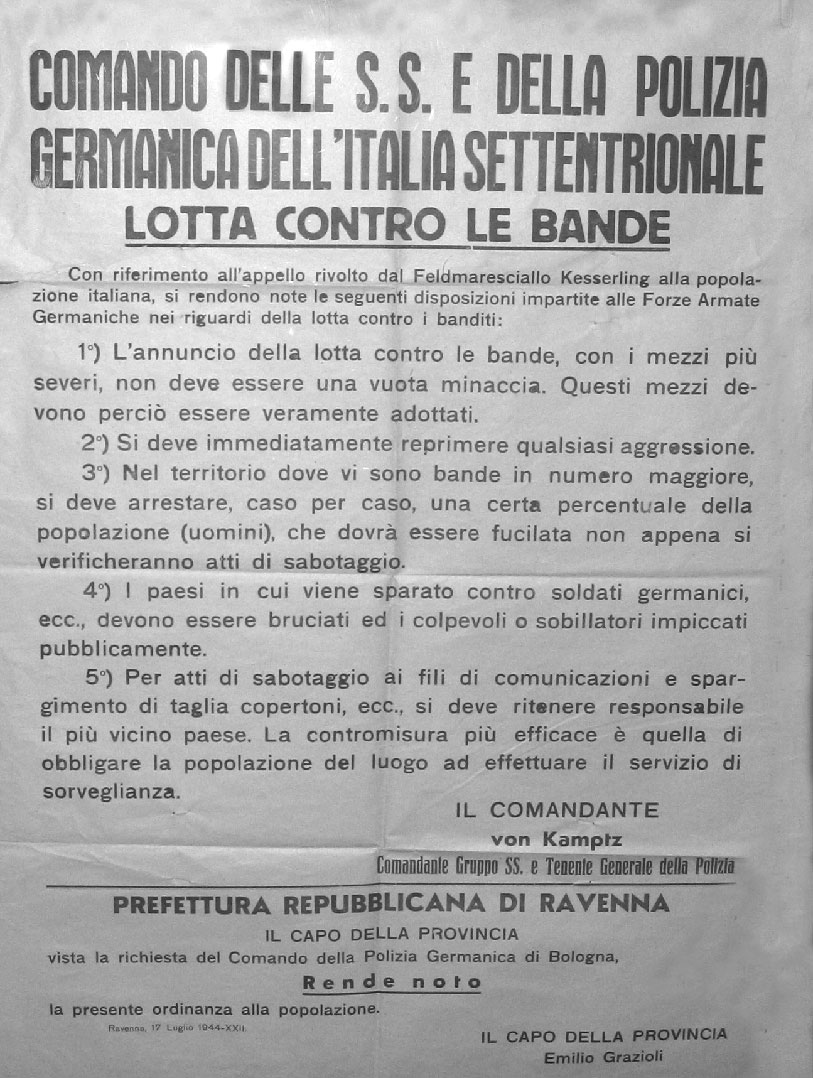 COMANDO DELLE S.S. E DELLA POLIZIA
GERMANICA DELL'ITALIA SETTENTRIONALE
LOTTA CONTRO LE BANDE
Con riferimento all'appello rivolto dal Feldmaresciallo Kesserling alla popola-
zione italiana, si rendono note le seguenti disposizioni impartite alle Forze Armate
Germaniche nei riguardi della lotta contro i banditi:
1°) L'annuncio della lotta contro le bande, con i mezzi più
severi, non deve essere una vuota minaccia. Questi mezzi de-
vono perciò essere veramente adottati.
2°) Si deve immediatamente reprimere qualsiasi aggressione.
3°) Nel territorio dove vi sono bande in numero maggiore,
si deve arrestare, caso per caso, una certa percentuale della
popolazione (uomini), che dovrà essere fucilata non appena si
verificheranno atti di sabotaggio.
4°) I paesi in cui viene sparato contro soldati germanici,
ecc., devono essere bruciati ed i colpevoli o sobillatori impiccati
pubblicamente.
5°) Per atti di sabotaggio ai fili di comunicazioni e spar-
gimento di taglia copertoni, ecc., si deve ritenere responsabile
il più vicino paese. La contromisura più efficace è quella di
obbligare la popolazione del luogo ad effettuare il servizio di
sorveglianza.
IL COMANDANTE
von Kamptz
Comandante Gruppo SS. e Tenente Generale della Polizia
PREFETTURA REPUBBLICANA DI RAVENNA
IL CAPO DELLA PROVINCIA
vista la richiesta del Comando della Polizia Germanica di Bologna,
Rende noto
la presente ordinanza alla popolazione.
Ravenna, 17 Luglio 1944-XXII.
IL CAPO DELLA PROVINCIA
Emilio Grazioli